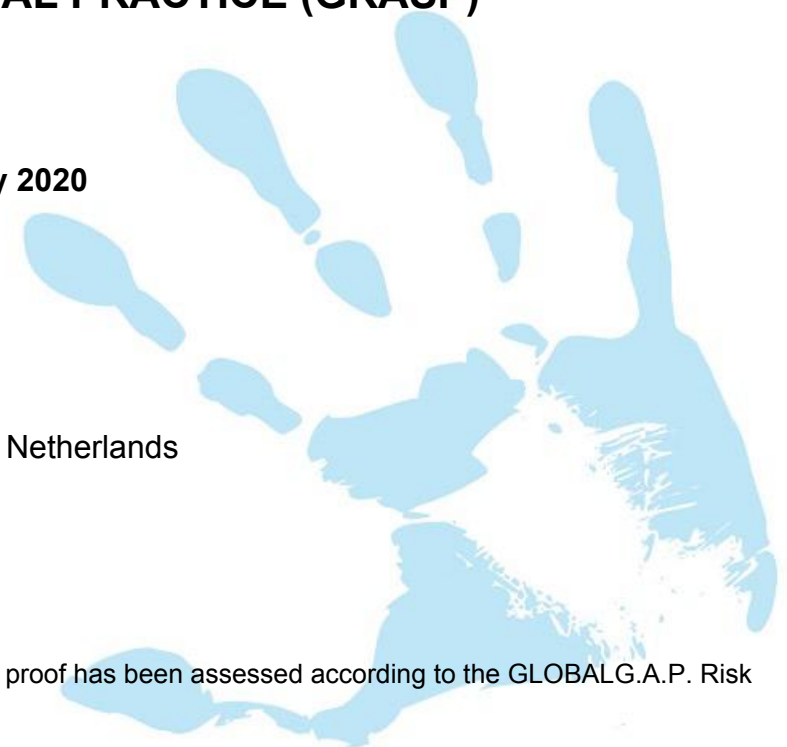 AL PRACTICE (GRASP)
y 2020
Netherlands
proof has been assessed according to the GLOBALG.A.P. Risk